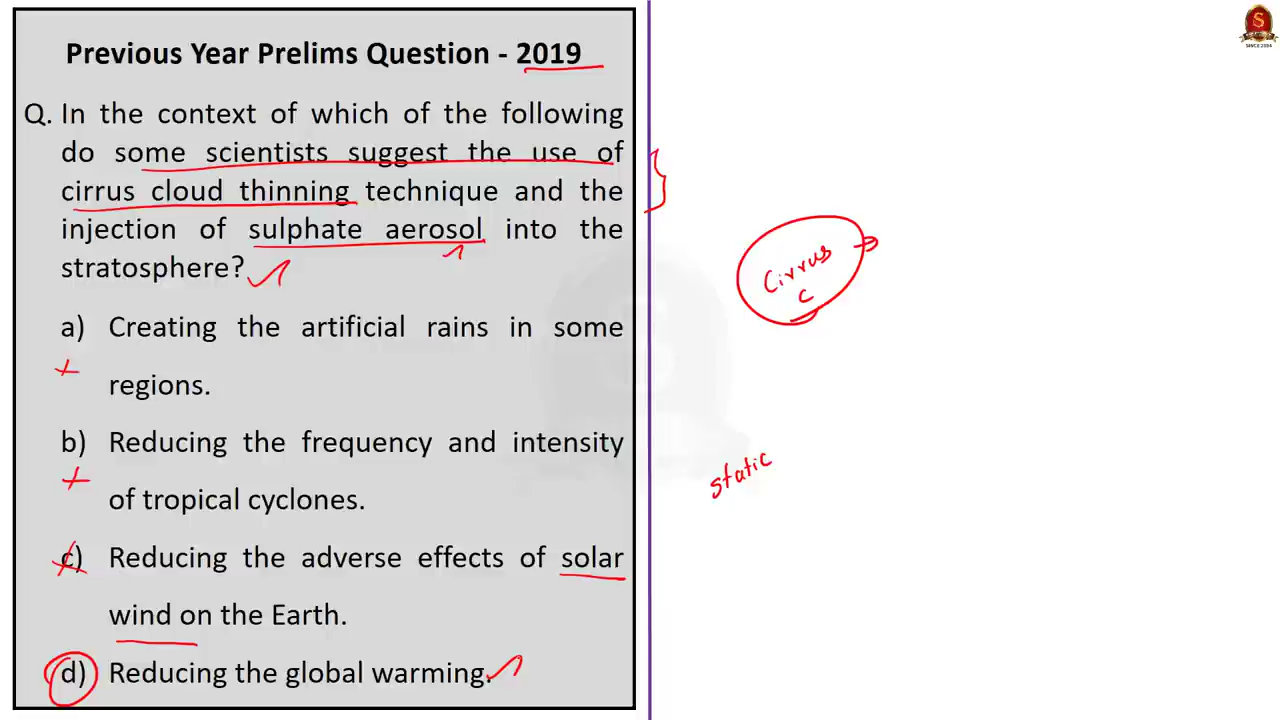 Previous Year Prelims Question - 2019
Q. In the context of which of the following
do some scientists suggest the use of
cirrus cloud thinning technique and the
injection of sulphate aerosol into the
stratosphere?
a) Creating the artificial rains in some
regions.
b) Reducing the frequency and intensity
of tropical cyclones.
c) Reducing the adverse effects of solar
wind on the Earth.
d) Reducing the global warming.
Cirrus
C
static
S
SINCE 2004